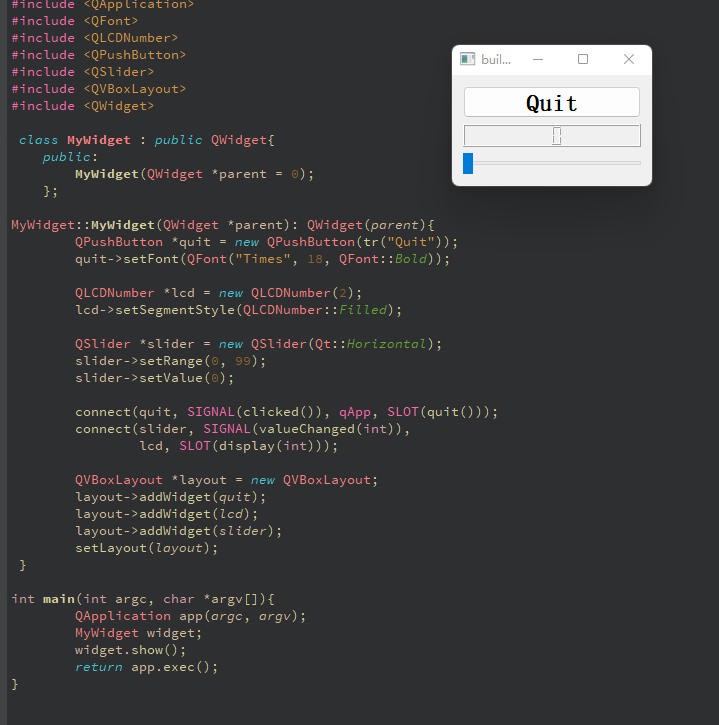 #include <QApplication>
#include <QFont>
#include <QLCDNumber>
#include <QPushButton>
#include <QSlider>
#include <QVBoxLayout>
#include <QWidget>
class MyWidget : public QWidget{
public:
MyWidget(QWidget *parent = 0);
};
MyWidget::MyWidget(QWidget *parent): QWidget(parent){
QPushButton *quit = new QPushButton(tr("Quit"));
quit->setFont(QFont("Times", 18, QFont::Bold));
QLCDNumber *lcd = new QLCDNumber(2);
lcd->setSegmentStyle(QLCDNumber::Filled);
QSlider *slider = new QSlider(Qt::Horizontal);
slider->setRange(0, 99);
slider->setValue(0);
connect(quit, SIGNAL(clicked()), qApp, SLOT(quit()));
connect(slider, SIGNAL(valueChanged(int)),
lcd, SLOT(display(int)));
QVBoxLayout *layout = new QVBoxLayout;
layout->addWidget(quit);
layout->addWidget(lcd);
layout->addWidget(slider);
setLayout(layout);
}
int main(int argc, char *argv[]){
QApplication app(argc, argv);
MyWidget widget;
widget.show();
return app.exec();
}
buil...
Quit
0